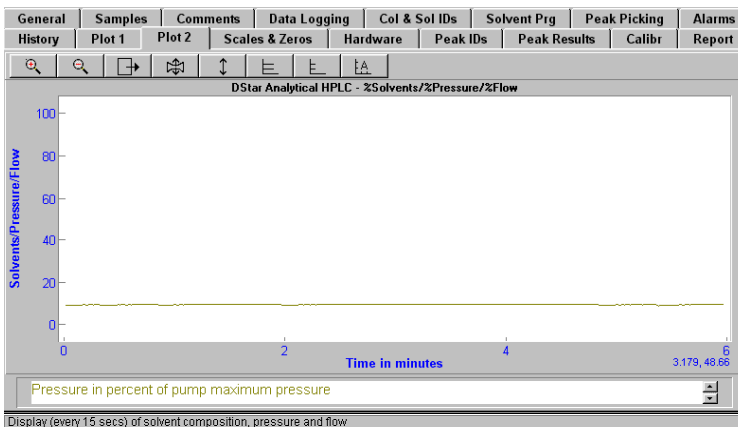 General Samples Comments Data Logging Col & Sol IDs Solvent Prg Peak Picking Alarms
History Plot 1 Plot 2 Scales & Zeros Hardware Peak IDs Peak Results Calibr Report
A
DStar Analytical HPLC - %Solvents/%Pressure/%Flow
Solvents/Pressure/Flow
100
80
60
40
20
0
0 2 4 6
Time in minutes
3.179, 48.66
Pressure in percent of pump maximum pressure
Display (every 15 secs) of solvent composition, pressure and flow